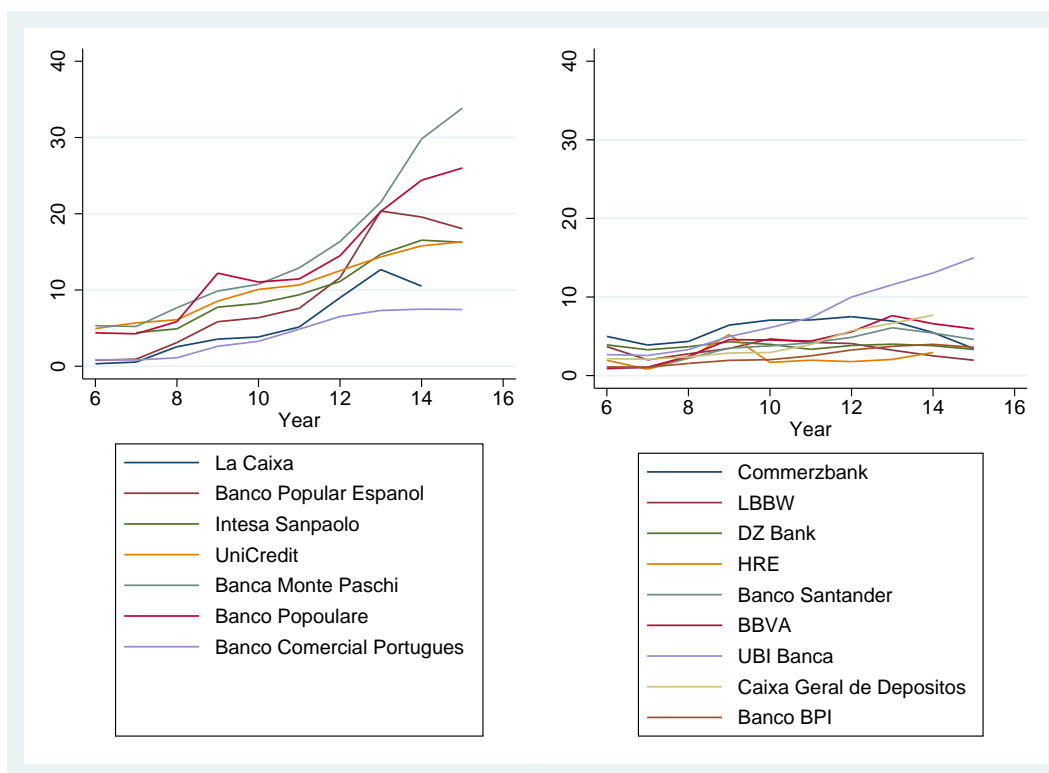 40
30
20
10
0
6 8 10 12 14 16
Year
La Caixa
Banco Popular Espanol
Intesa Sanpaolo
UniCredit
Banca Monte Paschi
Banco Popoulare
Banco Comercial Portugues
40
30
20
10
0
6 8 10 12 14 16
Year
Commerzbank
LBBW
DZ Bank
HRE
Banco Santander
BBVA
UBI Banca
Caixa Geral de Depositos
Banco BPI